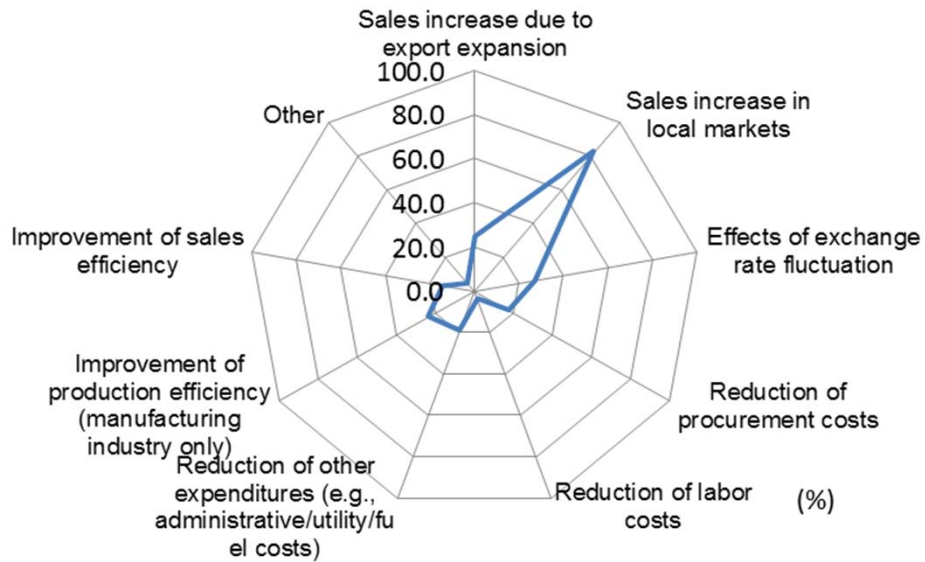 Sales increase due to
export expansion
100.0
80.0
60.0
40.0
20.0
0.0
Sales increase in
local markets
Effects of exchange
rate fluctuation
Reduction of
procurement costs
Reduction of labor
costs
(%)
Reduction of other
expenditures (e.g.,
administrative/utility/fu
el costs)
Improvement of
production efficiency
(manufacturing
industry only)
Improvement of sales
efficiency
Other